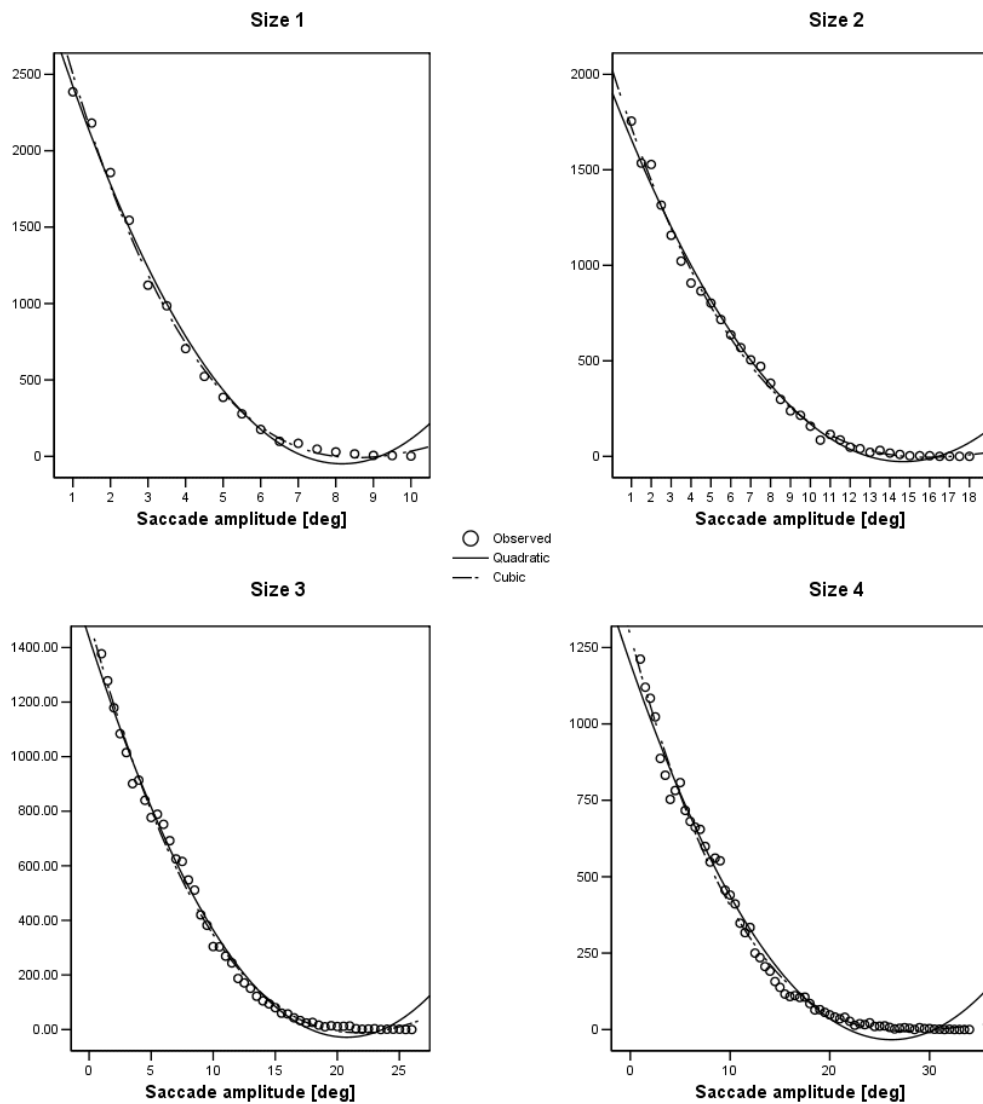 Size 1
2500
2000
1500
1000
500
0
1 2 3 4 5 6 7 8 9 10
Saccade amplitude [deg]
Size 2
2000
1500
1000
500
0
1 2 3 4 5 6 7 8 9 10 11 12 13 14 15 16 17 18
Saccade amplitude [deg]
Observed
Quadratic
Cubic
Size 3
1400.00
1200.00
1000.00
800.00
600.00
400.00
200.00
0.00
0 5 10 15 20 25
Saccade amplitude [deg]
Size 4
1250
1000
750
500
250
0
0 10 20 30
Saccade amplitude [deg]